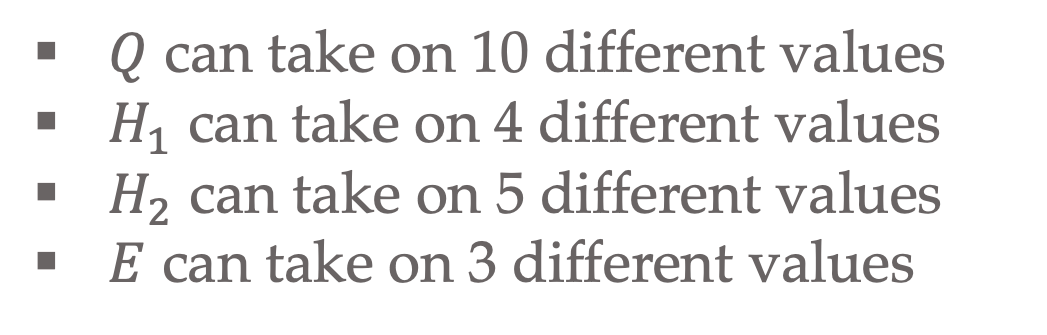 ▪ Q can take on 10 different values
▪ H₁ can take on 4 different values
▪ H₂ can take on 5 different values
▪ E can take on 3 different values